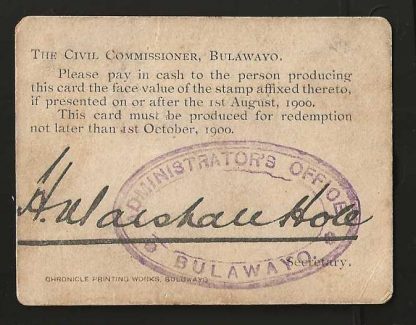 THE CIVIL COMMISSIONER, BULAWAYO.
Please pay in cash to the person producing
this card the face value of the stamp affixed thereto,
if presented on or after the 1st August, 1900.
This card must be produced for redemption
not later than 1st October, 1900.
ADMINISTRATOR'S OFFICE
H. Marshall Hole
BULAWAYO
Secretary.
CHRONICLE PRINTING WORKS, BULUWAYO.